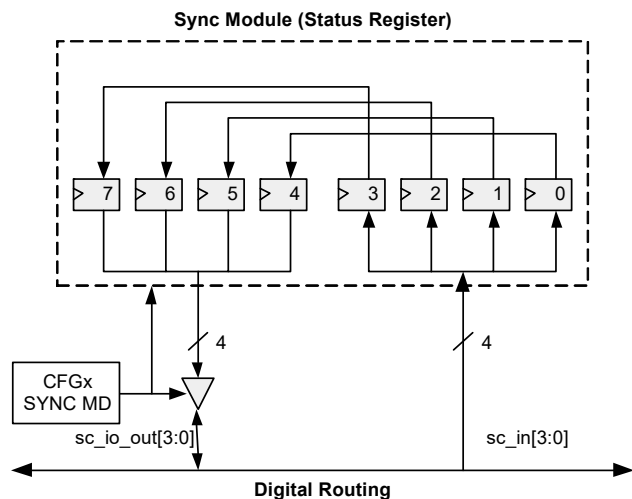 Sync Module (Status Register)
7 6 5 4 3 2 1 0
4 4
CFGx
SYNC MD
sc_io_out[3:0] sc_in[3:0]
Digital Routing